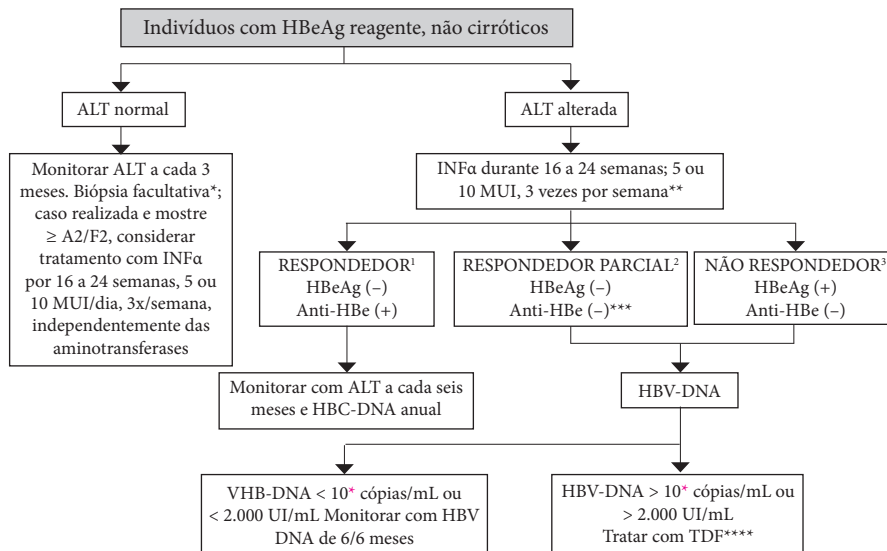 Indivíduos com HBeAg reagente, não cirróticos
ALT normal
ALT alterada
Monitorar ALT a cada 3
meses. Biópsia facultativa*;
caso realizada e mostre
≥ A2/F2, considerar
tratamento com INFα
por 16 a 24 semanas, 5 ou
10 MUI/dia, 3x/semana,
independentemente das
aminotransferases
INFα durante 16 a 24 semanas; 5 ou
10 MUI, 3 vezes por semana**
RESPONDEDOR¹
HBeAg (–)
Anti-HBe (+)
RESPONDEDOR PARCIAL²
HBeAg (–)
Anti-HBe (–)***
NÃO RESPONDEDOR³
HBeAg (+)
Anti-HBe (–)
Monitorar com ALT a cada seis
meses e HBC-DNA anual
HBV-DNA
VHB-DNA < 10* cópias/mL ou
< 2.000 UI/mL Monitorar com HBV
DNA de 6/6 meses
HBV-DNA > 10* cópias/mL ou
> 2.000 UI/mL
Tratar com TDF****